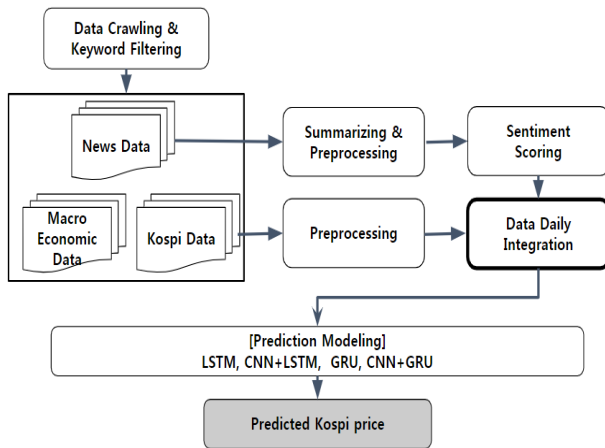 Data Crawling &
Keyword Filtering
News Data
Summarizing &
Preprocessing
Sentiment
Scoring
Macro
Economic
Data
Kospi Data
Preprocessing
Data Daily
Integration
[Prediction Modeling]
LSTM, CNN+LSTM, GRU, CNN+GRU
Predicted Kospi price